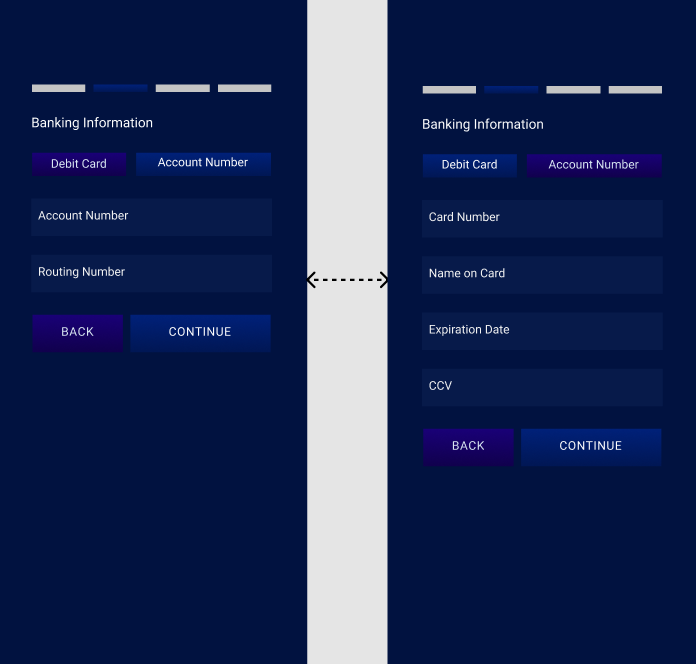 Banking Information
Debit Card
Account Number
Account Number
Routing Number
BACK
CONTINUE
Banking Information
Debit Card
Account Number
Card Number
Name on Card
Expiration Date
CCV
BACK
CONTINUE